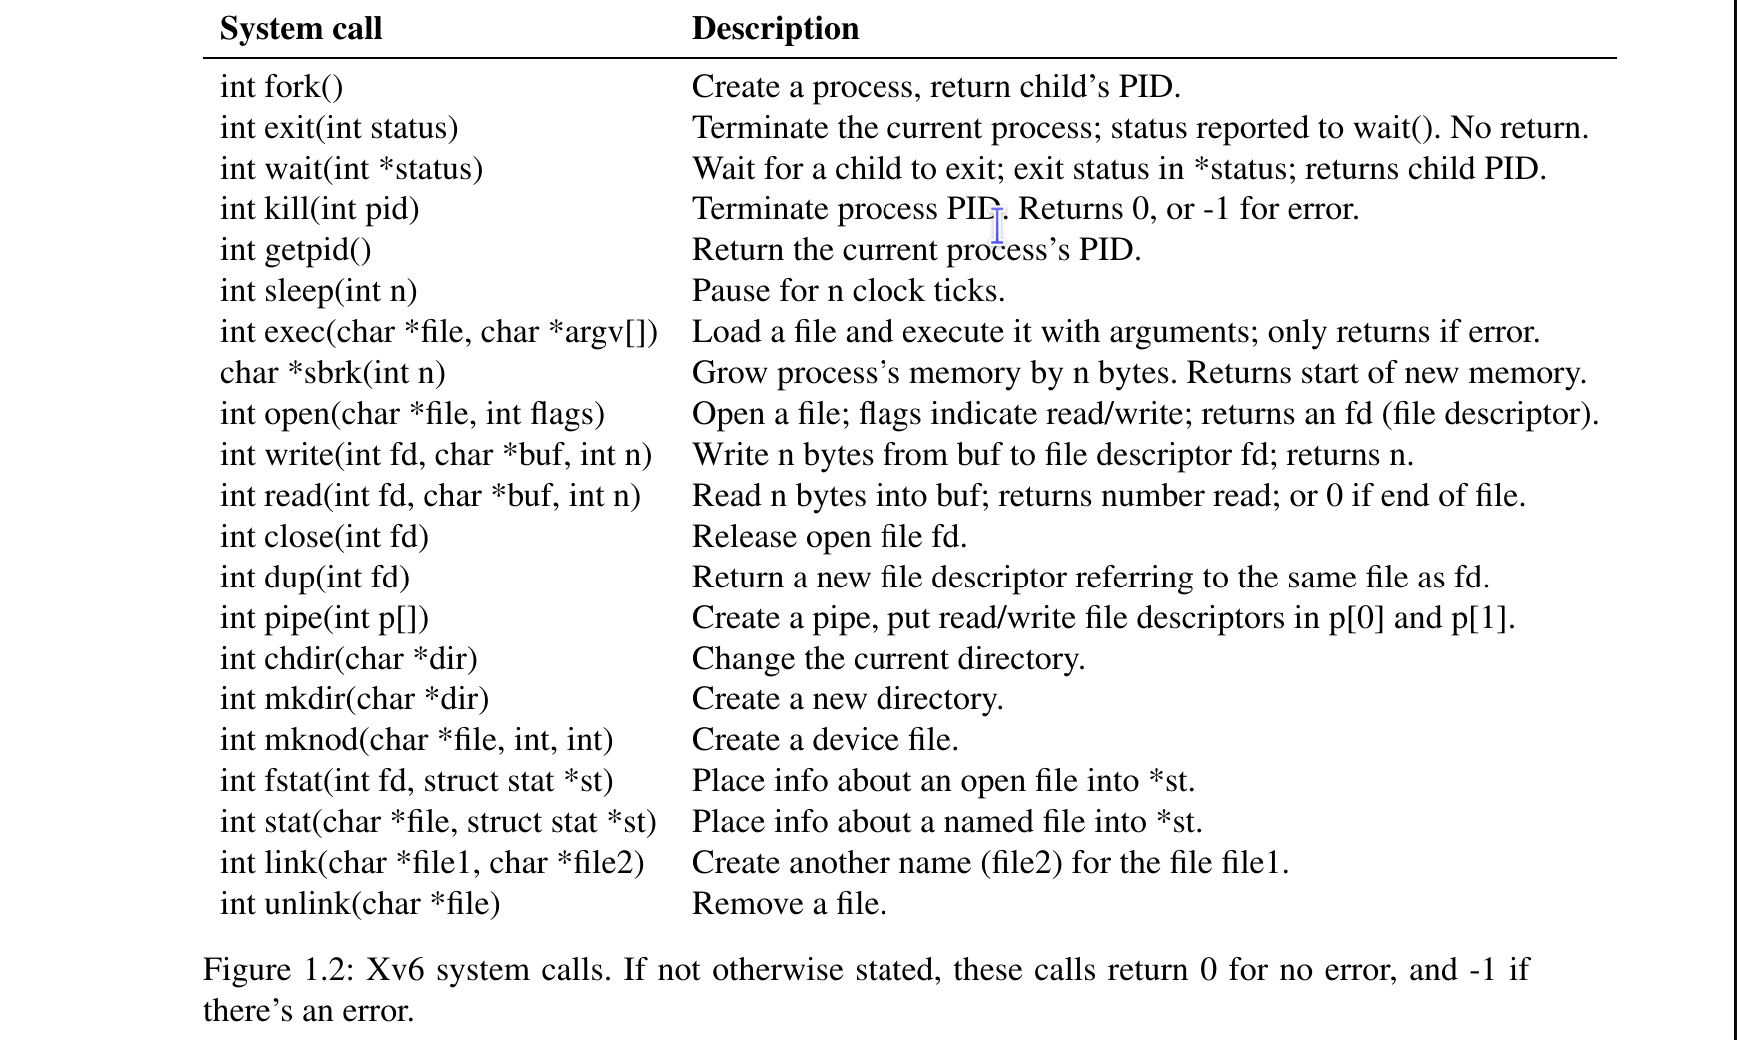 System call Description
int fork() Create a process, return child’s PID.
int exit(int status) Terminate the current process; status reported to wait(). No return.
int wait(int *status) Wait for a child to exit; exit status in *status; returns child PID.
int kill(int pid) Terminate process PID. Returns 0, or -1 for error.
int getpid() Return the current process’s PID.
int sleep(int n) Pause for n clock ticks.
int exec(char *file, char *argv[]) Load a file and execute it with arguments; only returns if error.
char *sbrk(int n) Grow process’s memory by n bytes. Returns start of new memory.
int open(char *file, int flags) Open a file; flags indicate read/write; returns an fd (file descriptor).
int write(int fd, char *buf, int n) Write n bytes from buf to file descriptor fd; returns n.
int read(int fd, char *buf, int n) Read n bytes into buf; returns number read; or 0 if end of file.
int close(int fd) Release open file fd.
int dup(int fd) Return a new file descriptor referring to the same file as fd.
int pipe(int p[]) Create a pipe, put read/write file descriptors in p[0] and p[1].
int chdir(char *dir) Change the current directory.
int mkdir(char *dir) Create a new directory.
int mknod(char *file, int, int) Create a device file.
int fstat(int fd, struct stat *st) Place info about an open file into *st.
int stat(char *file, struct stat *st) Place info about a named file into *st.
int link(char *file1, char *file2) Create another name (file2) for the file file1.
int unlink(char *file) Remove a file.
Figure 1.2: Xv6 system calls. If not otherwise stated, these calls return 0 for no error, and -1 if
there’s an error.